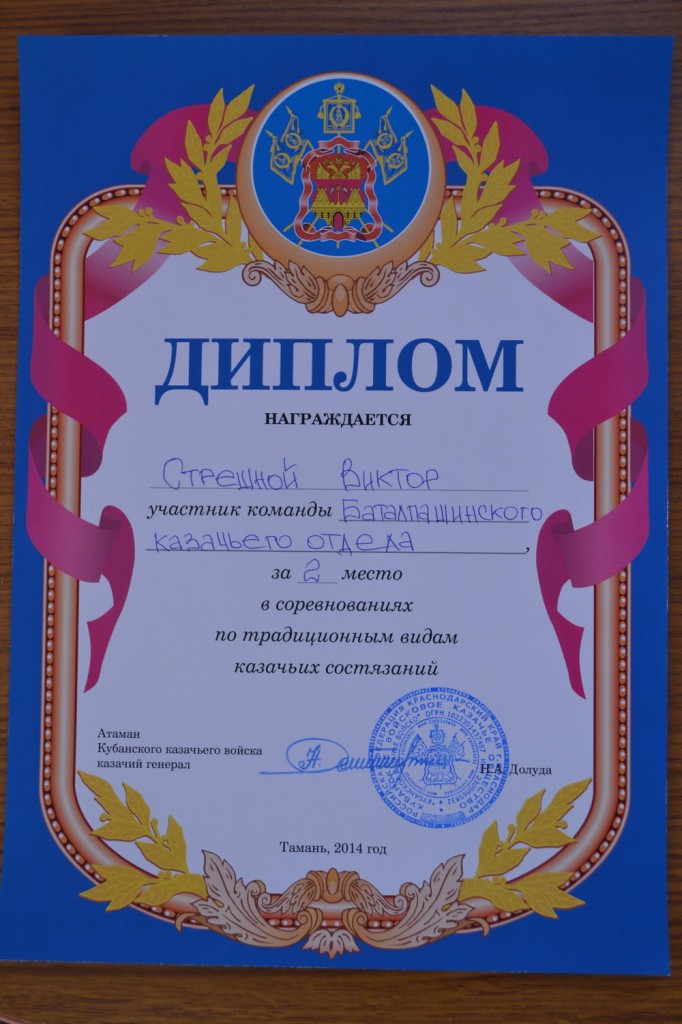 ДИПЛОМ
НАГРАЖДАЕТСЯ
Стрешной Виктор
участник команды Баталпашинского
казачьего отдела,
за 2 место
в соревнованиях
по традиционным видам
казачьих состязаний
Атаман
Кубанского казачьего войска
казачий генерал
Н.А. Долуда
Тамань, 2014 год